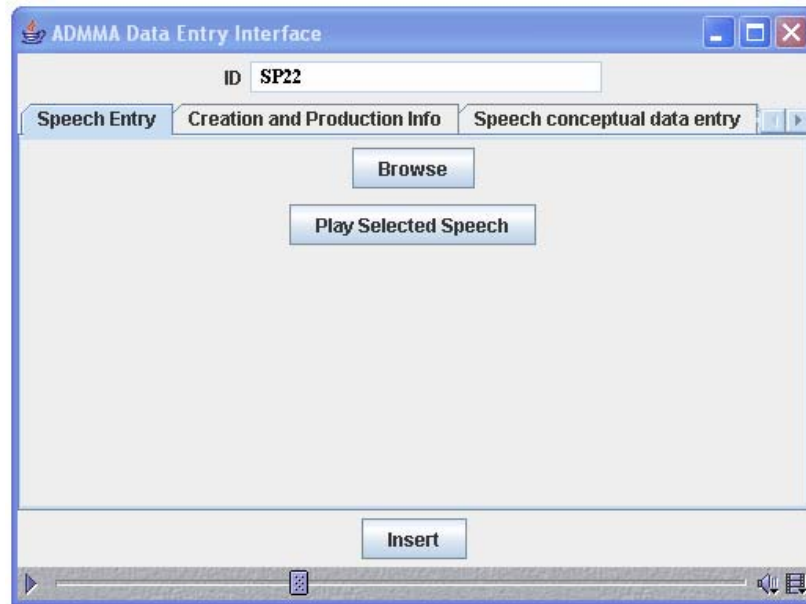 ADMMA Data Entry Interface
ID SP22
Speech Entry Creation and Production Info Speech conceptual data entry
Browse
Play Selected Speech
Insert